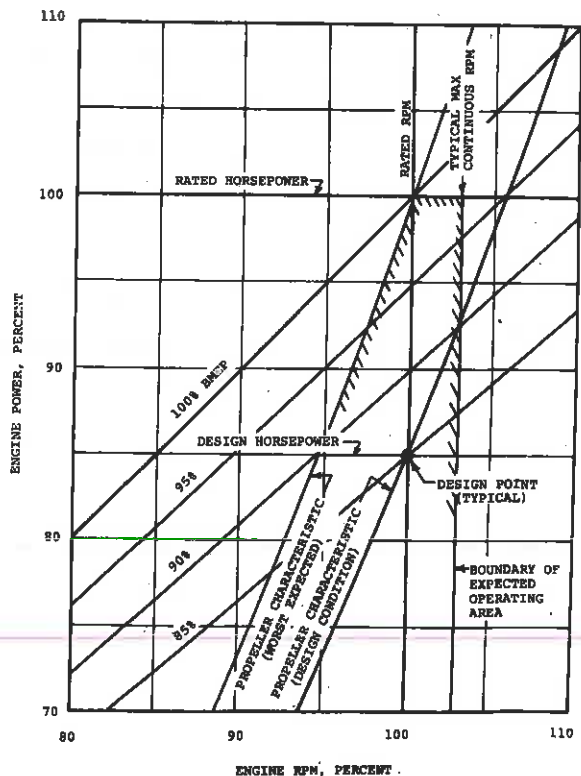 110
100
90
80
70
ENGINE POWER, PERCENT
80
90
100
110
ENGINE RPM, PERCENT
RATED HORSEPOWER
RATED RPM
TYPICAL MAX
CONTINUOUS RPM
100% BMEP
95%
90%
85%
DESIGN HORSEPOWER
DESIGN POINT
(TYPICAL)
PROPELLER CHARACTERISTIC
(WORST EXPECTED)
PROPELLER CHARACTERISTIC
(DESIGN CONDITION)
BOUNDARY OF
EXPECTED
OPERATING
AREA